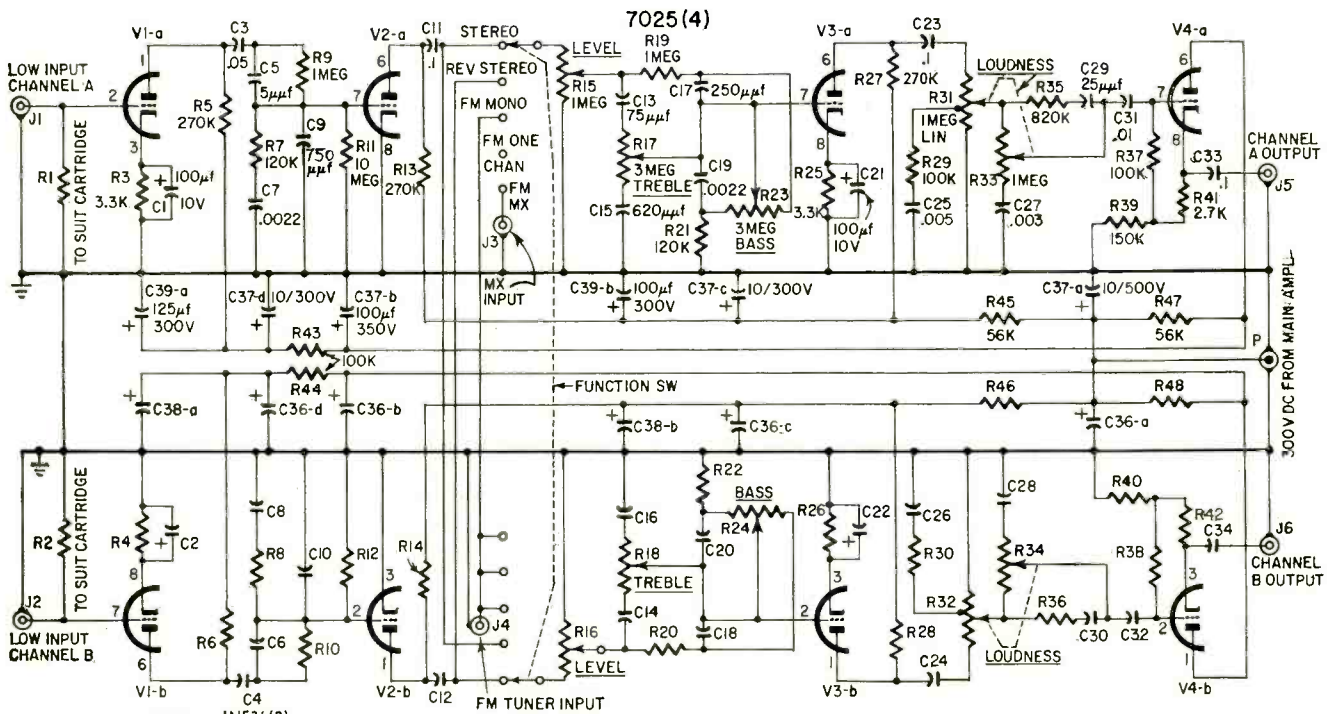 7025(4)
V1-a
C3
.05
C5
5μμf
R9
1MEG
V2-a
C11
.1
STEREO
LEVEL
R19
1MEG
V3-a
C23
.1
V4-a
LOW INPUT
CHANNEL A
J1
1
2
3
R5
270K
R7
120K
C7
.0022
C9
750
μμf
R11
10
MEG
6
7
8
R13
270K
REV STEREO
FM MONO
FM ONE
CHAN
FM
MX
J3
MX
INPUT
R15
1MEG
C13
75μμf
R17
3MEG
TREBLE
C15
620μμf
C17
250μμf
C19
.0022
R21
120K
R23
3MEG
BASS
6
7
8
R25
3.3K
C21
100μf
10V
R27
270K
R31
1MEG
LIN
R29
100K
C25
.005
LOUDNESS
R35
820K
R33
1MEG
C27
.003
C29
25μμf
C31
.01
6
7
8
R37
100K
R39
150K
R41
2.7K
C33
.1
CHANNEL
A OUTPUT
J5
R1
TO SUIT CARTRIDGE
R3
3.3K
100μf
10V
C1
C39-a
125μf
300V
C37-d
10/300V
C37-b
100μf
350V
C39-b
100μf
300V
C37-c
10/300V
C37-a
10/500V
R45
56K
R47
56K
R43
100K
R44
P
300V DC FROM MAIN AMPL
C38-a
C36-d
C36-b
FUNCTION SW
C38-b
C36-c
R46
R48
C36-a
R2
TO SUIT CARTRIDGE
R4
C2
C8
R8
C10
R12
R14
C16
R18
TREBLE
C14
R22
BASS
R24
C20
C18
R26
C22
C26
R30
C28
R34
R40
R42
C34
R38
J6
CHANNEL
B OUTPUT
J2
LOW INPUT
CHANNEL B
8
7
6
R6
C6
R10
3
2
1
J4
R16
LEVEL
R20
3
2
1
R28
R32
R36
C30
C32
LOUDNESS
3
2
1
V1-b
C4
V2-b
C12
FM TUNER INPUT
V3-b
C24
V4-b